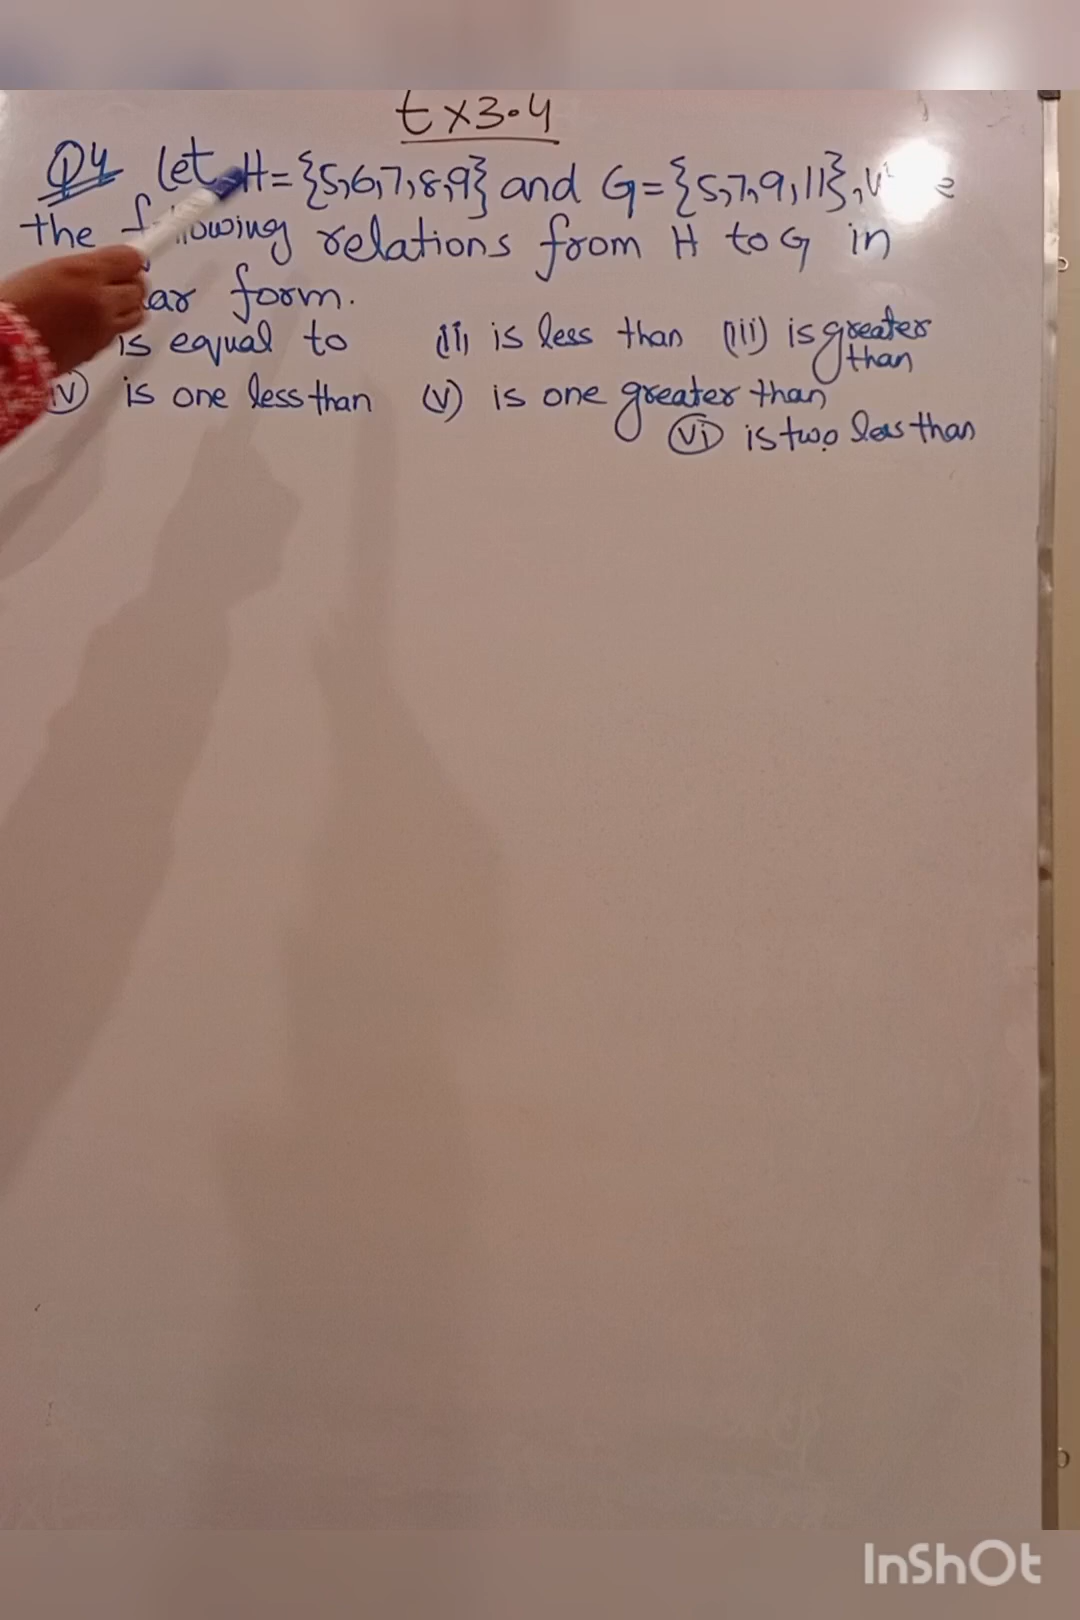 Ex3.4
Q4 Let H={5,6,7,8,9} and G={5,7,9,11},
the following relations from H to G in
form.
is equal to (ii) is less than (iii) is greater than
(iv) is one less than (v) is one greater than
(vi) is two less than
InShOt